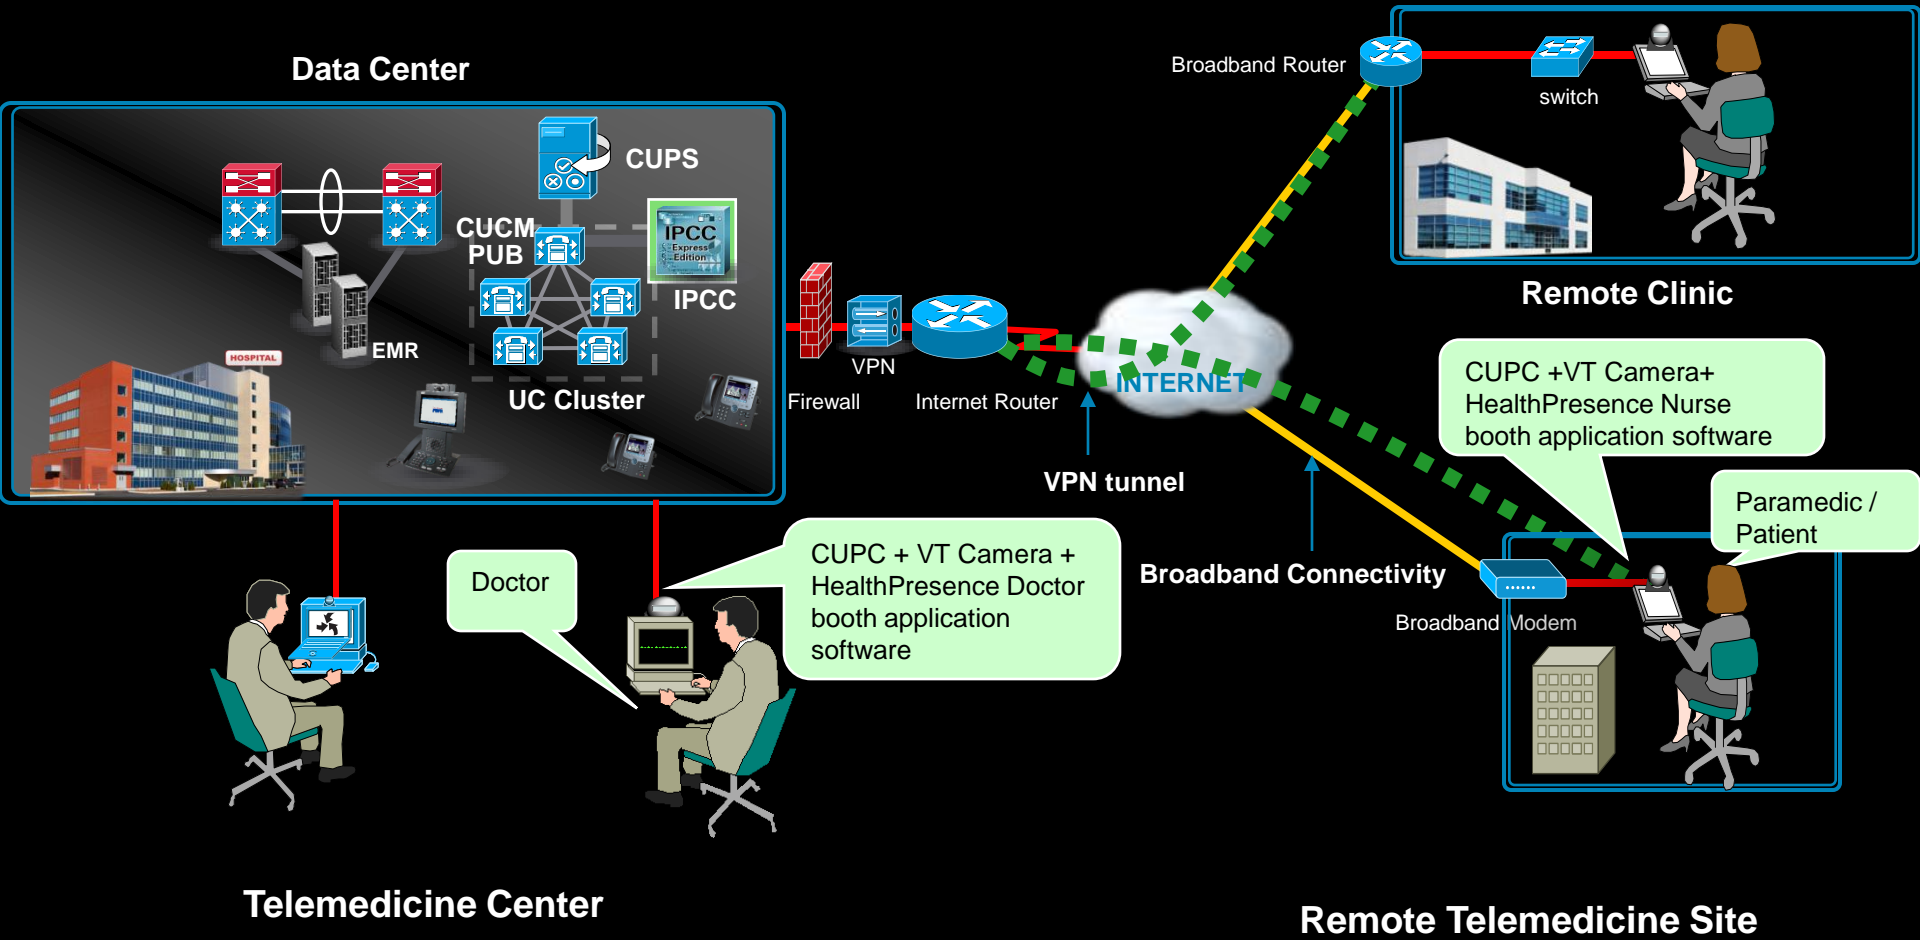 Data Center
CUPS
CUCM
PUB
IPCC
Express
Edition
IPCC
EMR
UC Cluster
HOSPITAL
Firewall
VPN
Internet Router
INTERNET
VPN tunnel
Broadband Connectivity
Broadband Router
switch
Remote Clinic
CUPC +VT Camera+
HealthPresence Nurse
booth application software
Paramedic /
Patient
Broadband Modem
Doctor
CUPC + VT Camera +
HealthPresence Doctor
booth application
software
Telemedicine Center
Remote Telemedicine Site